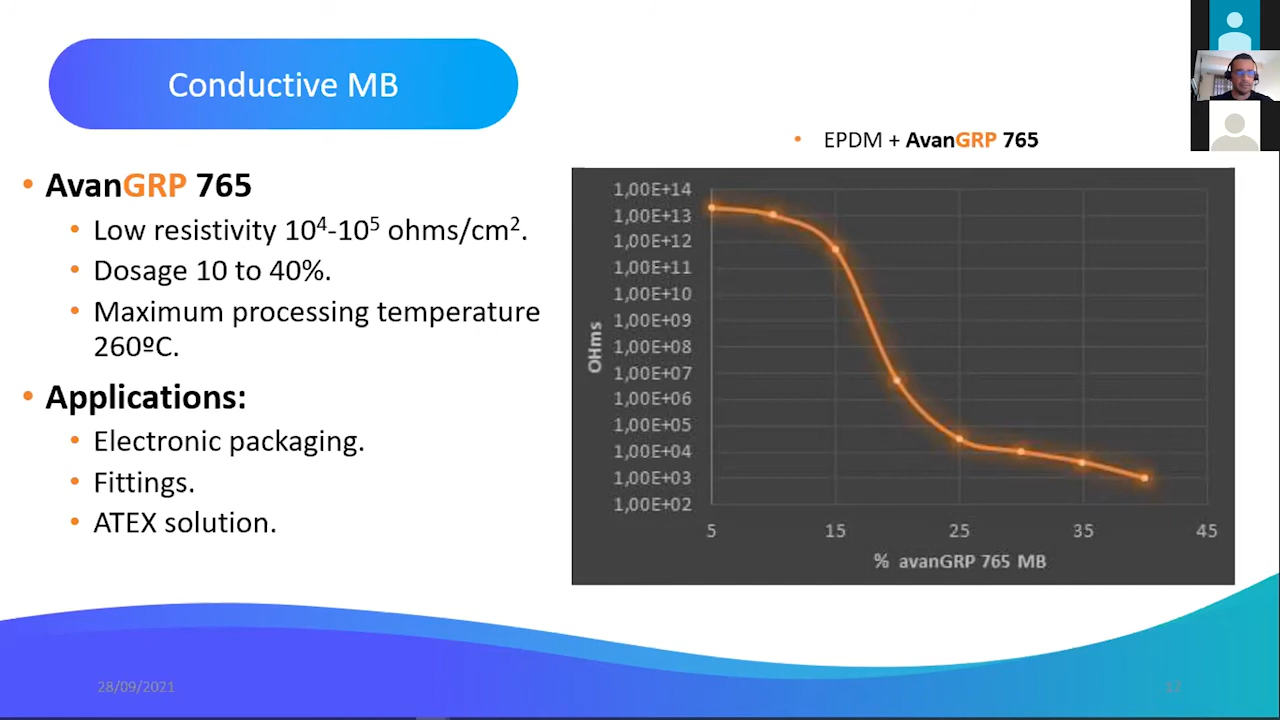 Conductive MB
AvanGRP 765
Low resistivity 10⁴-10⁵ ohms/cm².
Dosage 10 to 40%.
Maximum processing temperature
260ºC.
Applications:
Electronic packaging.
Fittings.
ATEX solution.
EPDM + AvanGRP 765
1,00E+14
1,00E+13
1,00E+12
1,00E+11
1,00E+10
1,00E+09
1,00E+08
1,00E+07
1,00E+06
1,00E+05
1,00E+04
1,00E+03
1,00E+02
OHms
5 15 25 35 45
% avanGRP 765 MB
28/09/2021
12